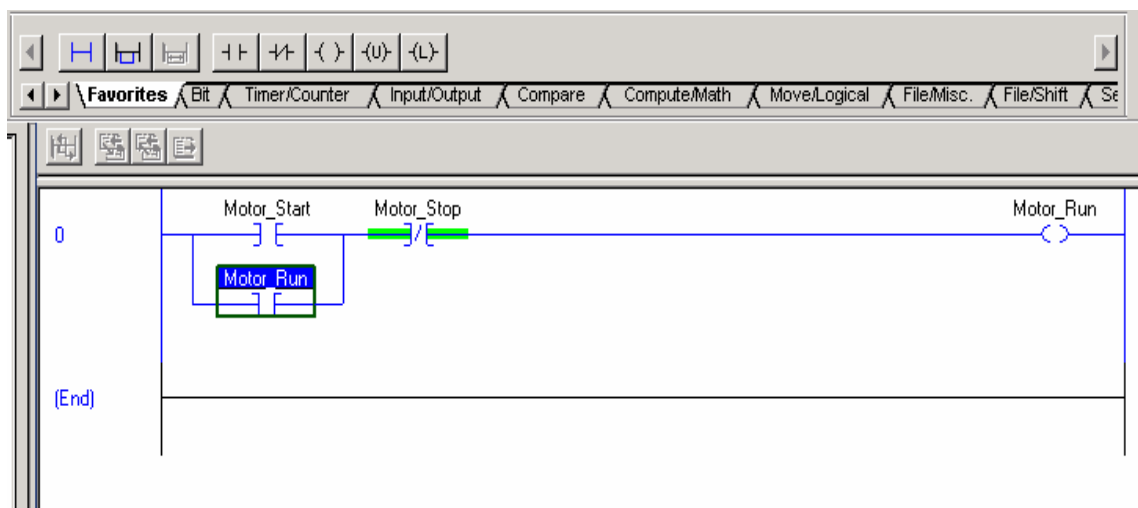 (U) (L)
Favorites Bit Timer/Counter Input/Output Compare Compute/Math Move/Logical File/Misc. File/Shift Se
Motor_Start Motor_Stop Motor_Run
0
Motor_Run
(End)